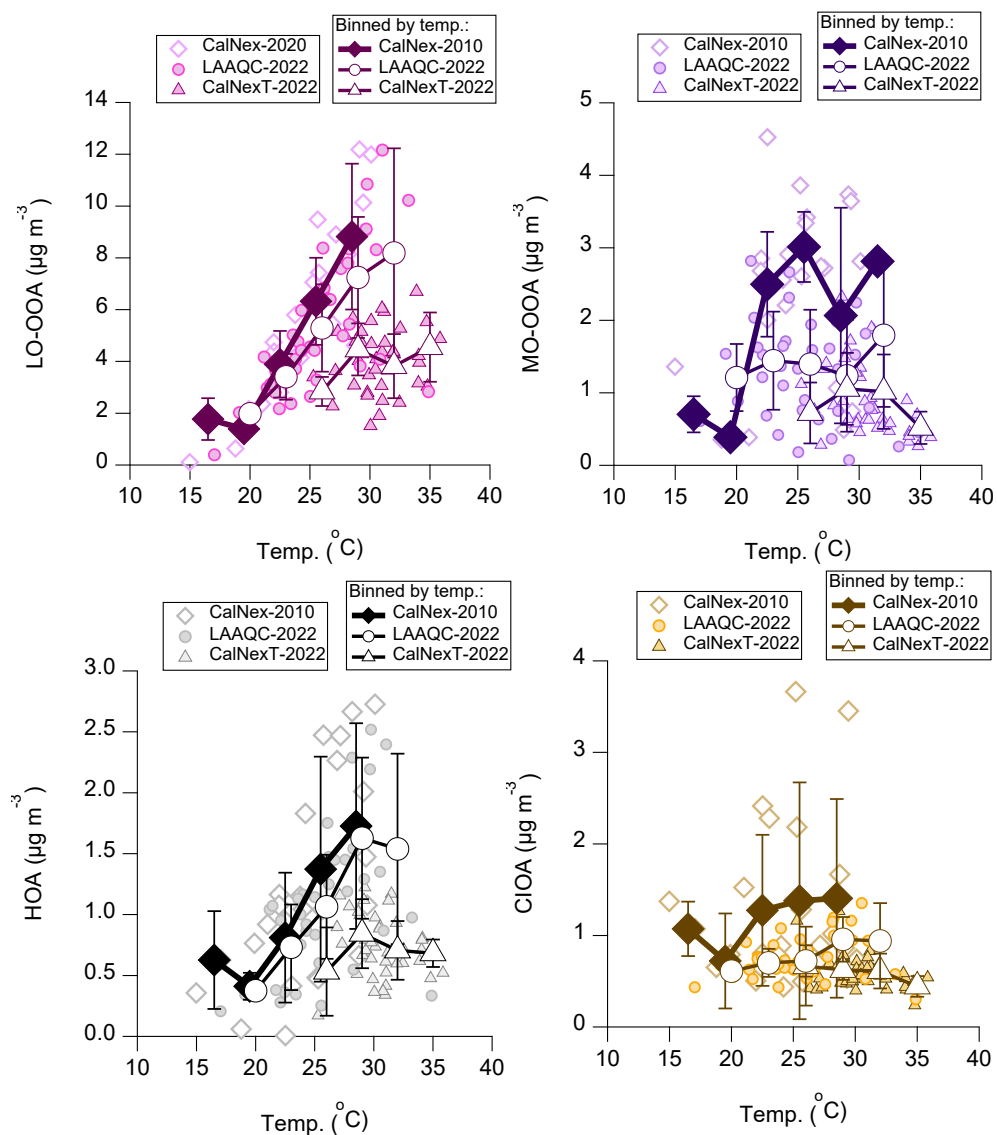 CalNex-2020
LAAQC-2022
CalNexT-2022
Binned by temp.:
CalNex-2010
LAAQC-2022
CalNexT-2022
14
12
10
8
6
4
2
0
LO-OOA (µg m-3)
10
15
20
25
30
35
40
Temp. (oC)
CalNex-2010
LAAQC-2022
CalNexT-2022
Binned by temp.:
CalNex-2010
LAAQC-2022
CalNexT-2022
5
4
3
2
1
0
MO-OOA (µg m-3)
10
15
20
25
30
35
40
Temp. (oC)
CalNex-2010
LAAQC-2022
CalNexT-2022
Binned by temp.:
CalNex-2010
LAAQC-2022
CalNexT-2022
3.0
2.5
2.0
1.5
1.0
0.5
0.0
HOA (µg m-3)
10
15
20
25
30
35
40
Temp. (oC)
CalNex-2010
LAAQC-2022
CalNexT-2022
Binned by temp.:
CalNex-2010
LAAQC-2022
CalNexT-2022
4
3
2
1
0
CIOA (µg m-3)
10
15
20
25
30
35
40
Temp. (oC)